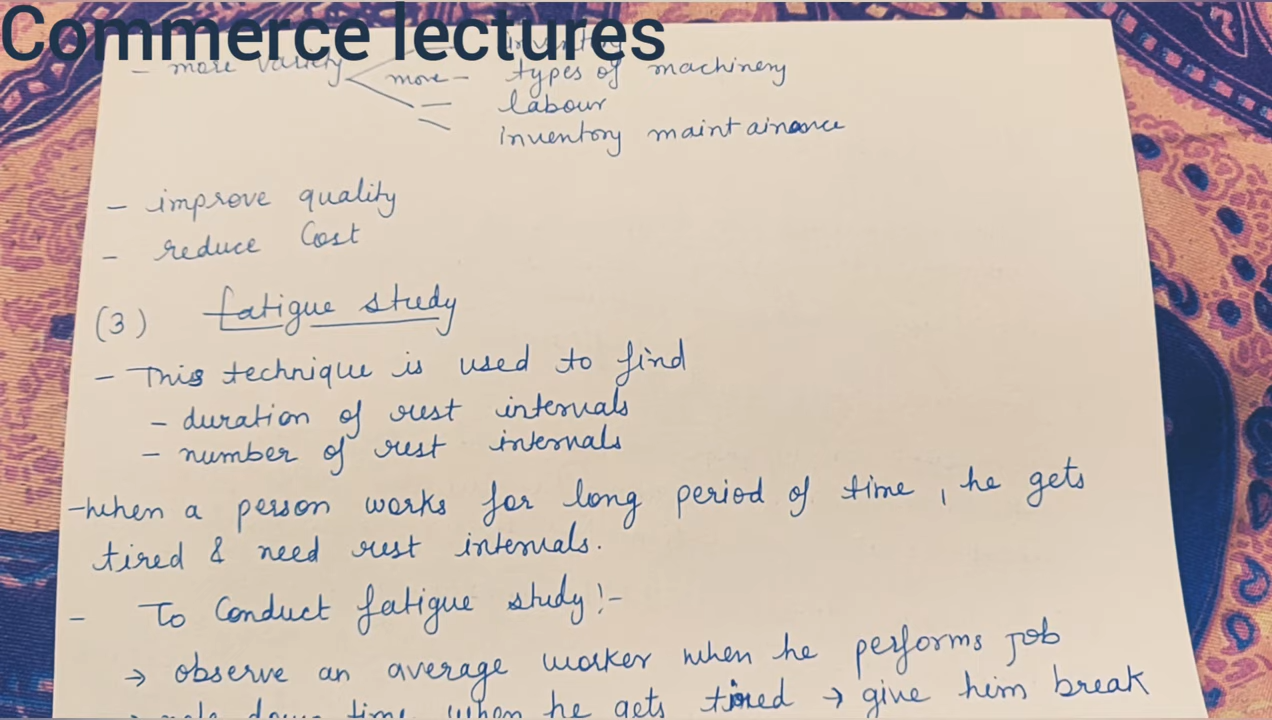 Commerce lectures
inventory
- more variety more - types of machinery
- labour
- inventory maintainance
- improve quality
- reduce Cost
(3) fatigue study
- This technique is used to find
- duration of rest intervals
- number of rest intervals
- when a person works for long period of time, he gets
tired & need rest intervals.
- To Conduct fatigue study:-
→ observe an average worker when he performs job
down time when he gets tired → give him break